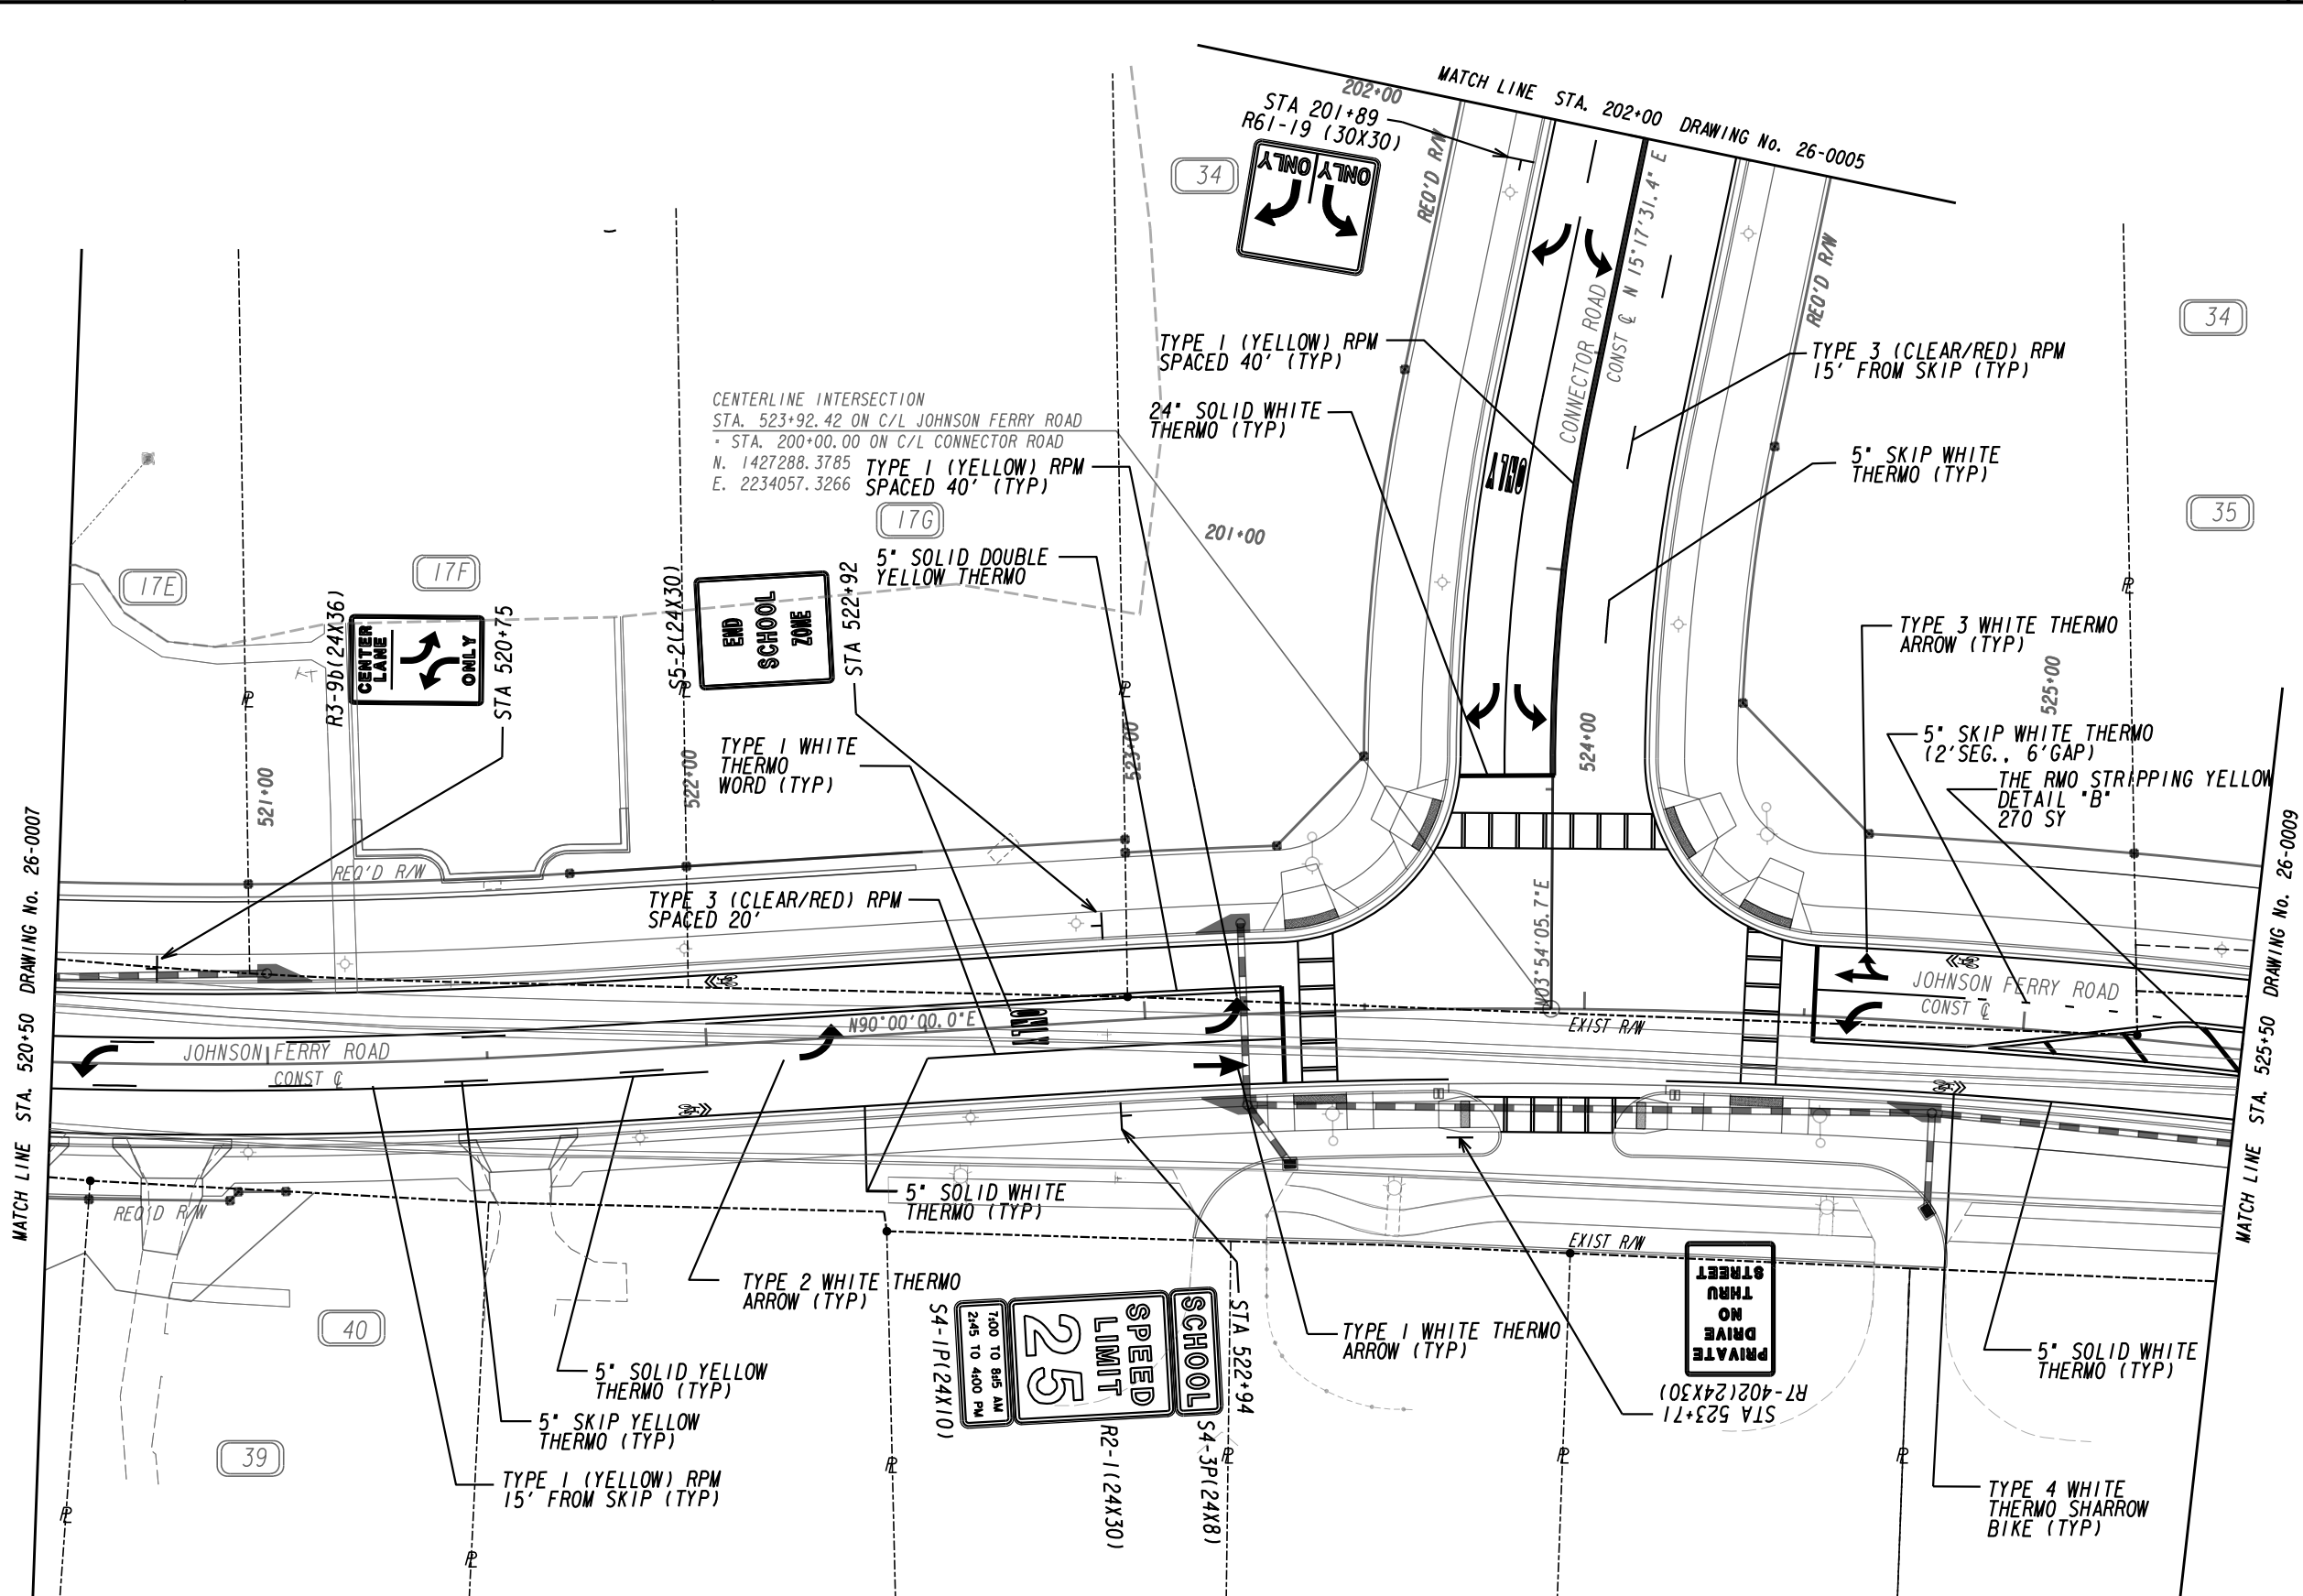 MATCH LINE STA. 202+00 DRAWING No. 26-0005
202+00
STA 201+89
R61-19 (30X30)
ONLY ONLY
REQ'D R/W
34
CONNECTOR ROAD
CONST ℄ N 15°17'31.4" E
REQ'D R/W
34
TYPE 1 (YELLOW) RPM
SPACED 40' (TYP)
TYPE 3 (CLEAR/RED) RPM
15' FROM SKIP (TYP)
24" SOLID WHITE
THERMO (TYP)
5" SKIP WHITE
THERMO (TYP)
CENTERLINE INTERSECTION
STA. 523+92.42 ON C/L JOHNSON FERRY ROAD
= STA. 200+00.00 ON C/L CONNECTOR ROAD
N. 1427288.3785
E. 2234057.3266
TYPE 1 (YELLOW) RPM
SPACED 40' (TYP)
ONLY
35
17G
201+00
5" SOLID DOUBLE
YELLOW THERMO
17E
17F
R3-9b(24X36)
CENTER
LANE
ONLY
STA 520+75
S5-2(24X30)
END
SCHOOL
ZONE
STA 522+92
TYPE 3 WHITE THERMO
ARROW (TYP)
525+00
5" SKIP WHITE THERMO
(2'SEG., 6'GAP)
THE RMO STRIPPING YELLOW
DETAIL "B"
270 SY
TYPE 1 WHITE
THERMO
WORD (TYP)
521+00
522+00
523+00
524+00
℄
P̲L̲
MATCH LINE STA. 520+50 DRAWING No. 26-0007
MATCH LINE STA. 525+50 DRAWING No. 26-0009
REQ'D R/W
TYPE 3 (CLEAR/RED) RPM
SPACED 20'
N03°54'05.7"E
JOHNSON FERRY ROAD
CONST ℄
N90°00'00.0"E
ONLY
EXIST R/W
JOHNSON FERRY ROAD
CONST ℄
REQ'D R/W
5" SOLID WHITE
THERMO (TYP)
EXIST R/W
TYPE 2 WHITE THERMO
ARROW (TYP)
40
5" SOLID YELLOW
THERMO (TYP)
5" SKIP YELLOW
THERMO (TYP)
39
TYPE 1 (YELLOW) RPM
15' FROM SKIP (TYP)
STA 522+94
SCHOOL
S4-3P(24X8)
SPEED
LIMIT
25
R2-1(24X30)
7:00 TO 8:15 AM
2:45 TO 4:00 PM
S4-1P(24X10)
TYPE 1 WHITE THERMO
ARROW (TYP)
STA 523+71
R7-402(24X30)
PRIVATE
DRIVE
NO
THRU
STREET
5" SOLID WHITE
THERMO (TYP)
TYPE 4 WHITE
THERMO SHARROW
BIKE (TYP)